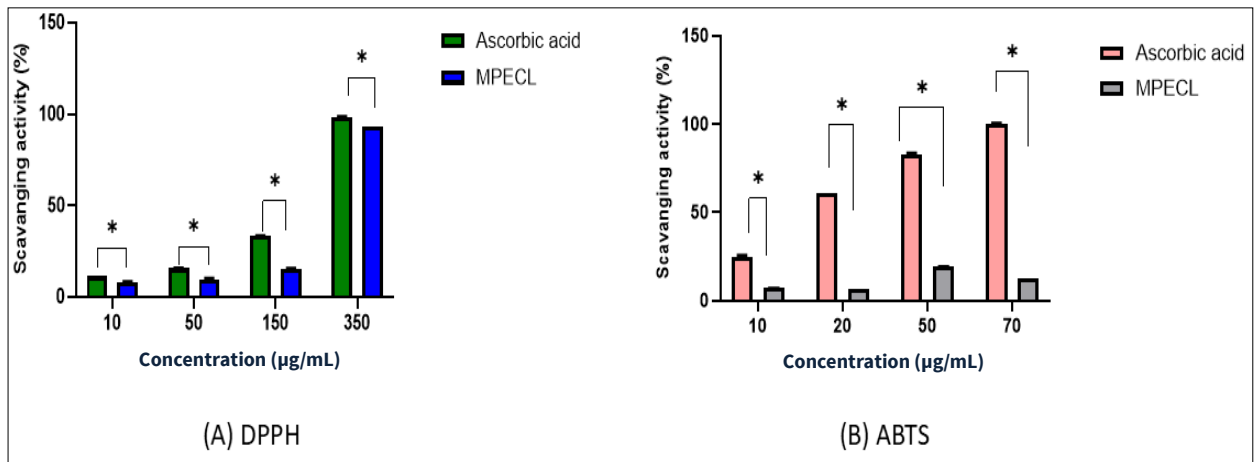 Scavanging activity (%)
150
100
50
0
*
*
*
*
10
50
150
350
Concentration (µg/mL)
Ascorbic acid
MPECL
(A) DPPH
Scavanging activity (%)
150
100
50
0
*
*
*
*
10
20
50
70
Concentration (µg/mL)
Ascorbic acid
MPECL
(B) ABTS